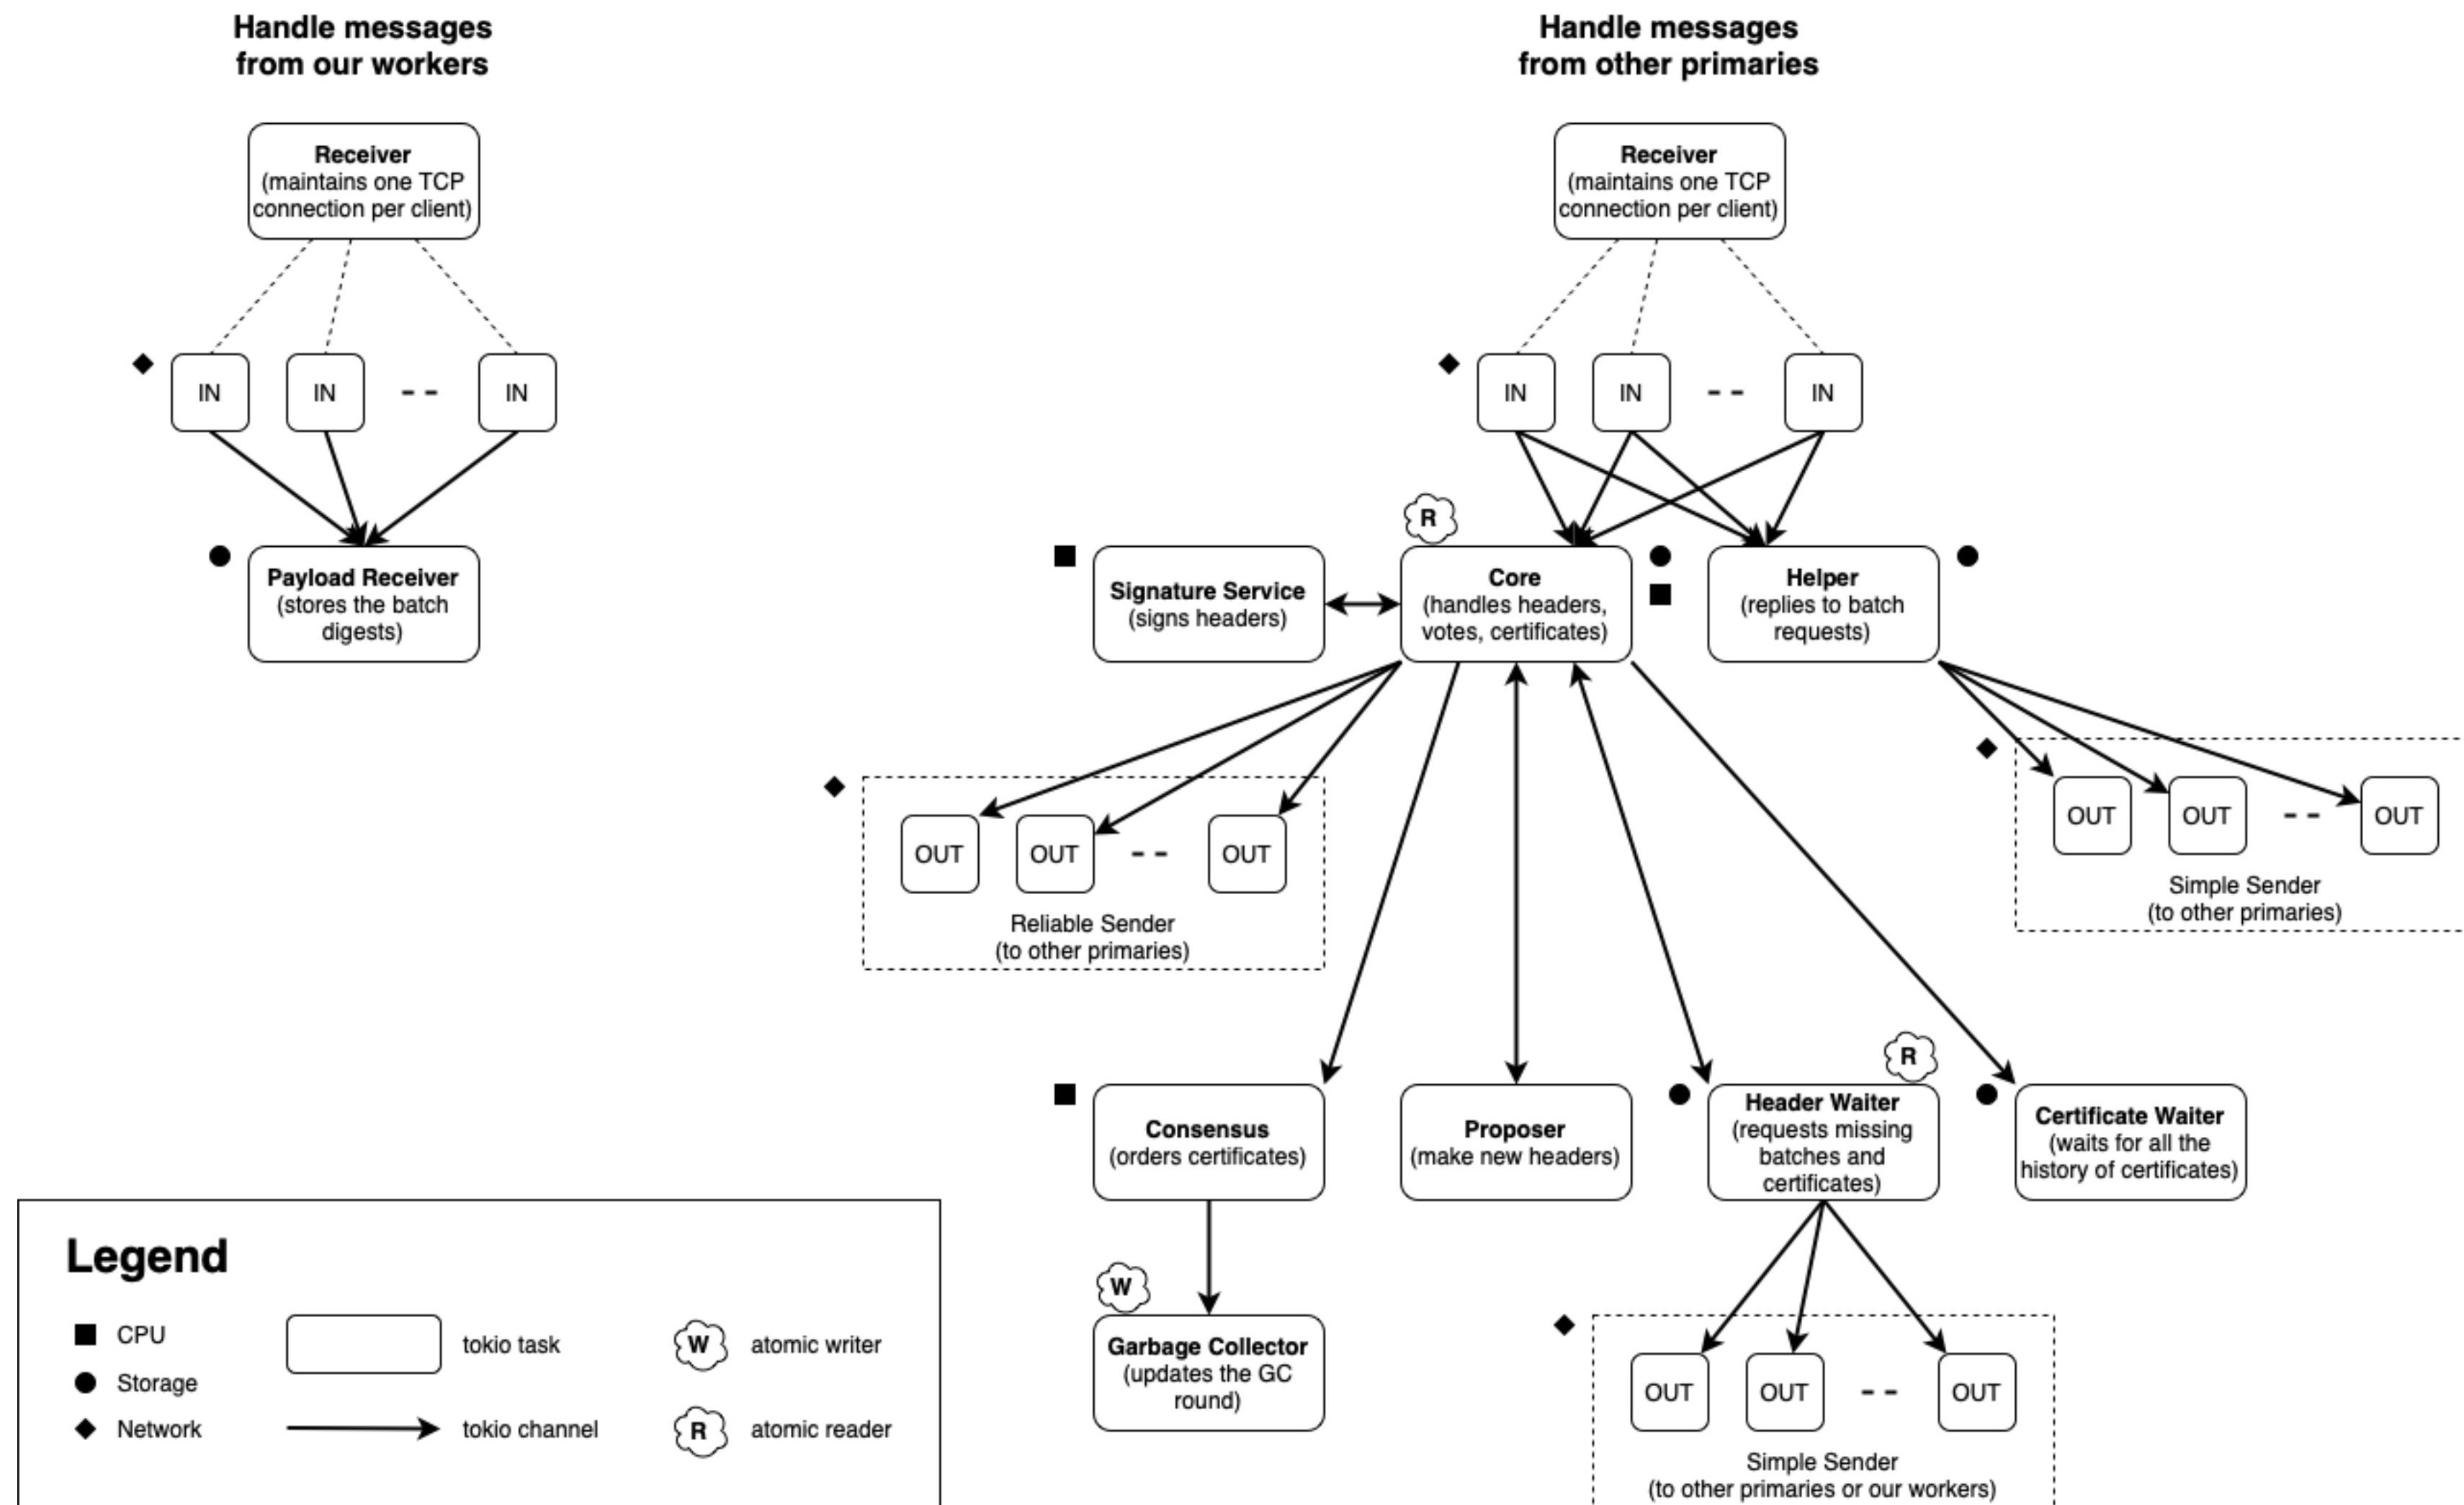 Handle messages
from our workers
Handle messages
from other primaries
Receiver
(maintains one TCP
connection per client)
Receiver
(maintains one TCP
connection per client)
IN
IN
- -
IN
IN
IN
- -
IN
R
Payload Receiver
(stores the batch
digests)
Signature Service
(signs headers)
Core
(handles headers,
votes, certificates)
Helper
(replies to batch
requests)
OUT
OUT
- -
OUT
Reliable Sender
(to other primaries)
OUT
OUT
- -
OUT
Simple Sender
(to other primaries)
R
Consensus
(orders certificates)
Proposer
(make new headers)
Header Waiter
(requests missing
batches and
certificates)
Certificate Waiter
(waits for all the
history of certificates)
W
Garbage Collector
(updates the GC
round)
OUT
OUT
- -
OUT
Simple Sender
(to other primaries or our workers)
Legend
CPU
Storage
Network
tokio task
tokio channel
W
atomic writer
R
atomic reader